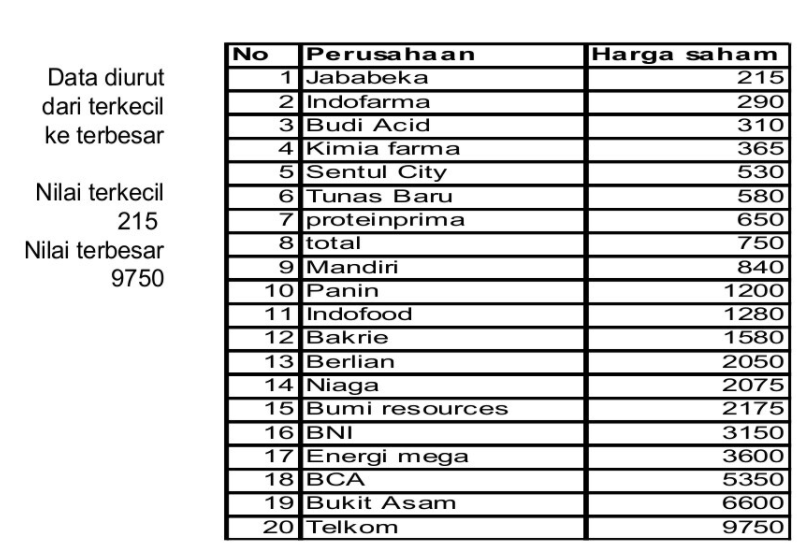 Data diurut
dari terkecil
ke terbesar
Nilai terkecil
215
Nilai terbesar
9750
No Perusahaan Harga saham
1 Jababeka 215
2 Indofarma 290
3 Budi Acid 310
4 Kimia farma 365
5 Sentul City 530
6 Tunas Baru 580
7 proteinprima 650
8 total 750
9 Mandiri 840
10 Panin 1200
11 Indofood 1280
12 Bakrie 1580
13 Berlian 2050
14 Niaga 2075
15 Bumi resources 2175
16 BNI 3150
17 Energi mega 3600
18 BCA 5350
19 Bukit Asam 6600
20 Telkom 9750